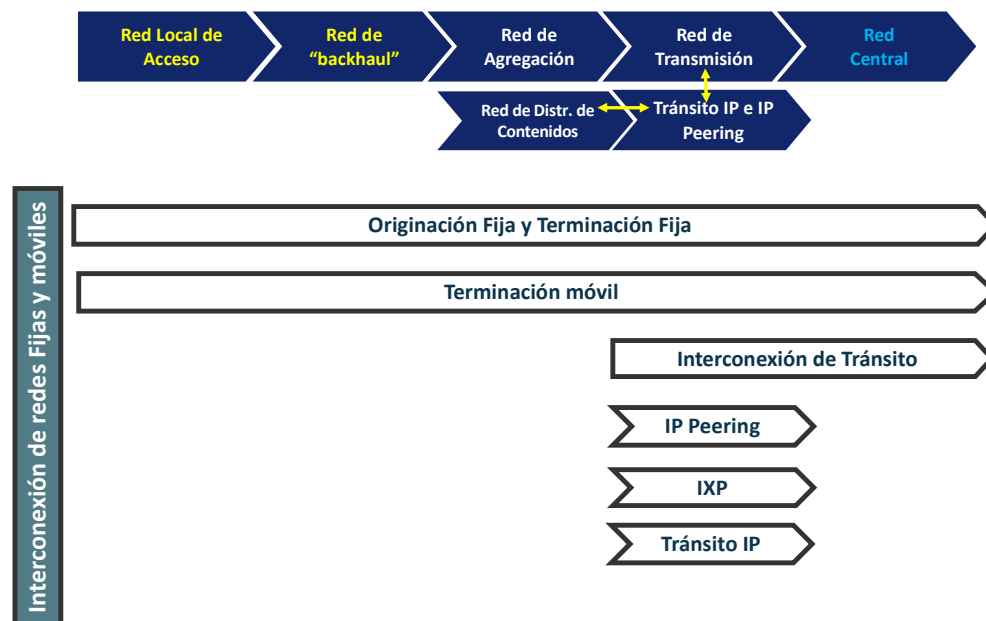 Red Local de
Acceso
Red de
“backhaul”
Red de
Agregación
Red de
Transmisión
Red
Central
Red de Distr. de
Contenidos
Tránsito IP e IP
Peering
Interconexión de redes Fijas y móviles
Originación Fija y Terminación Fija
Terminación móvil
Interconexión de Tránsito
IP Peering
IXP
Tránsito IP